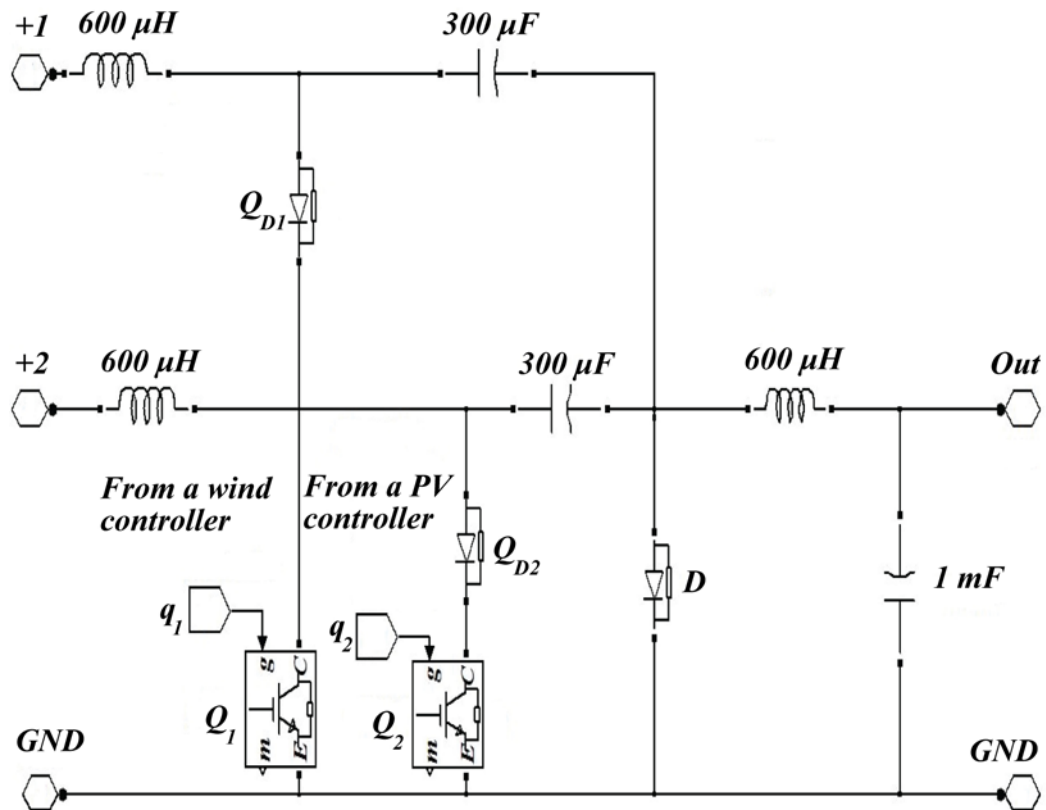 +1
600 μH
300 μF
Q_D1
+2
600 μH
300 μF
600 μH
Out
From a wind
controller
From a PV
controller
Q_D2
D
1 mF
q_1
q_2
g
C
m
E
Q_1
g
C
m
E
Q_2
GND
GND